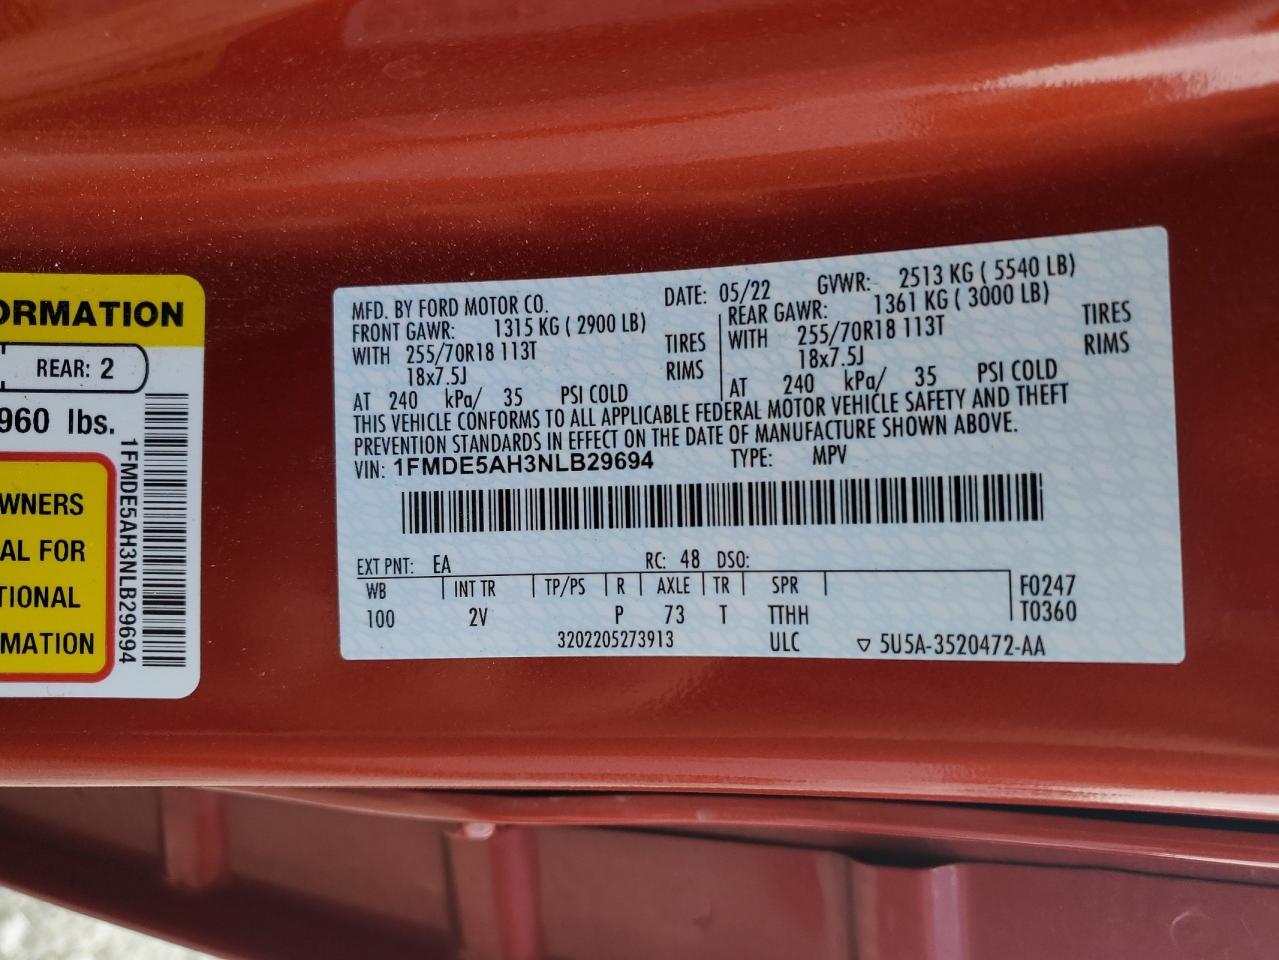 ORMATION
REAR: 2
960 lbs.
WNERS
AL FOR
TIONAL
MATION
1FMDE5AH3NLB29694
MFD. BY FORD MOTOR CO. DATE: 05/22 GVWR: 2513 KG ( 5540 LB)
FRONT GAWR: 1315 KG ( 2900 LB) REAR GAWR: 1361 KG ( 3000 LB)
WITH 255/70R18 113T TIRES WITH 255/70R18 113T TIRES
18x7.5J RIMS 18x7.5J RIMS
AT 240 kPa/ 35 PSI COLD AT 240 kPa/ 35 PSI COLD
THIS VEHICLE CONFORMS TO ALL APPLICABLE FEDERAL MOTOR VEHICLE SAFETY AND THEFT
PREVENTION STANDARDS IN EFFECT ON THE DATE OF MANUFACTURE SHOWN ABOVE.
VIN: 1FMDE5AH3NLB29694 TYPE: MPV
EXT PNT: EA RC: 48 DSO:
WB INT TR TP/PS R AXLE TR SPR F0247
100 2V P 73 T TTHH T0360
3202205273913 ULC ▽ 5U5A-3520472-AA